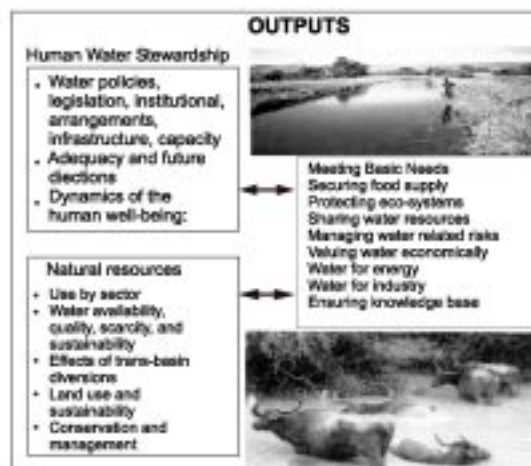 OUTPUTS
Human Water Stewardship
• Water policies,
legislation, institutional,
arrangements,
infrastructure, capacity
• Adequacy and future
diections
• Dynamics of the
human well-being:
Meeting Basic Needs
Securing food supply
Protecting eco-systems
Sharing water resources
Managing water related risks
Valuing water economically
Water for energy
Water for industry
Ensuring knowledge base
Natural resources
• Use by sector
• Water availability,
quality, scarcity, and
sustainability
• Effects of trans-basin
diversions
• Land use and
sustainability
• Conservation and
management